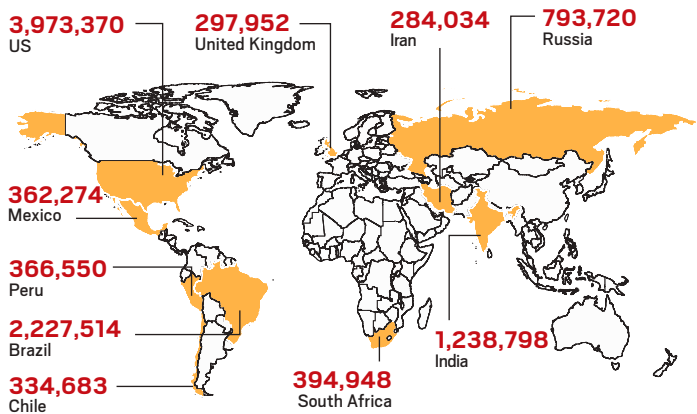 3,973,370
US
297,952
United Kingdom
284,034
Iran
793,720
Russia
362,274
Mexico
366,550
Peru
2,227,514
Brazil
334,683
Chile
394,948
South Africa
1,238,798
India